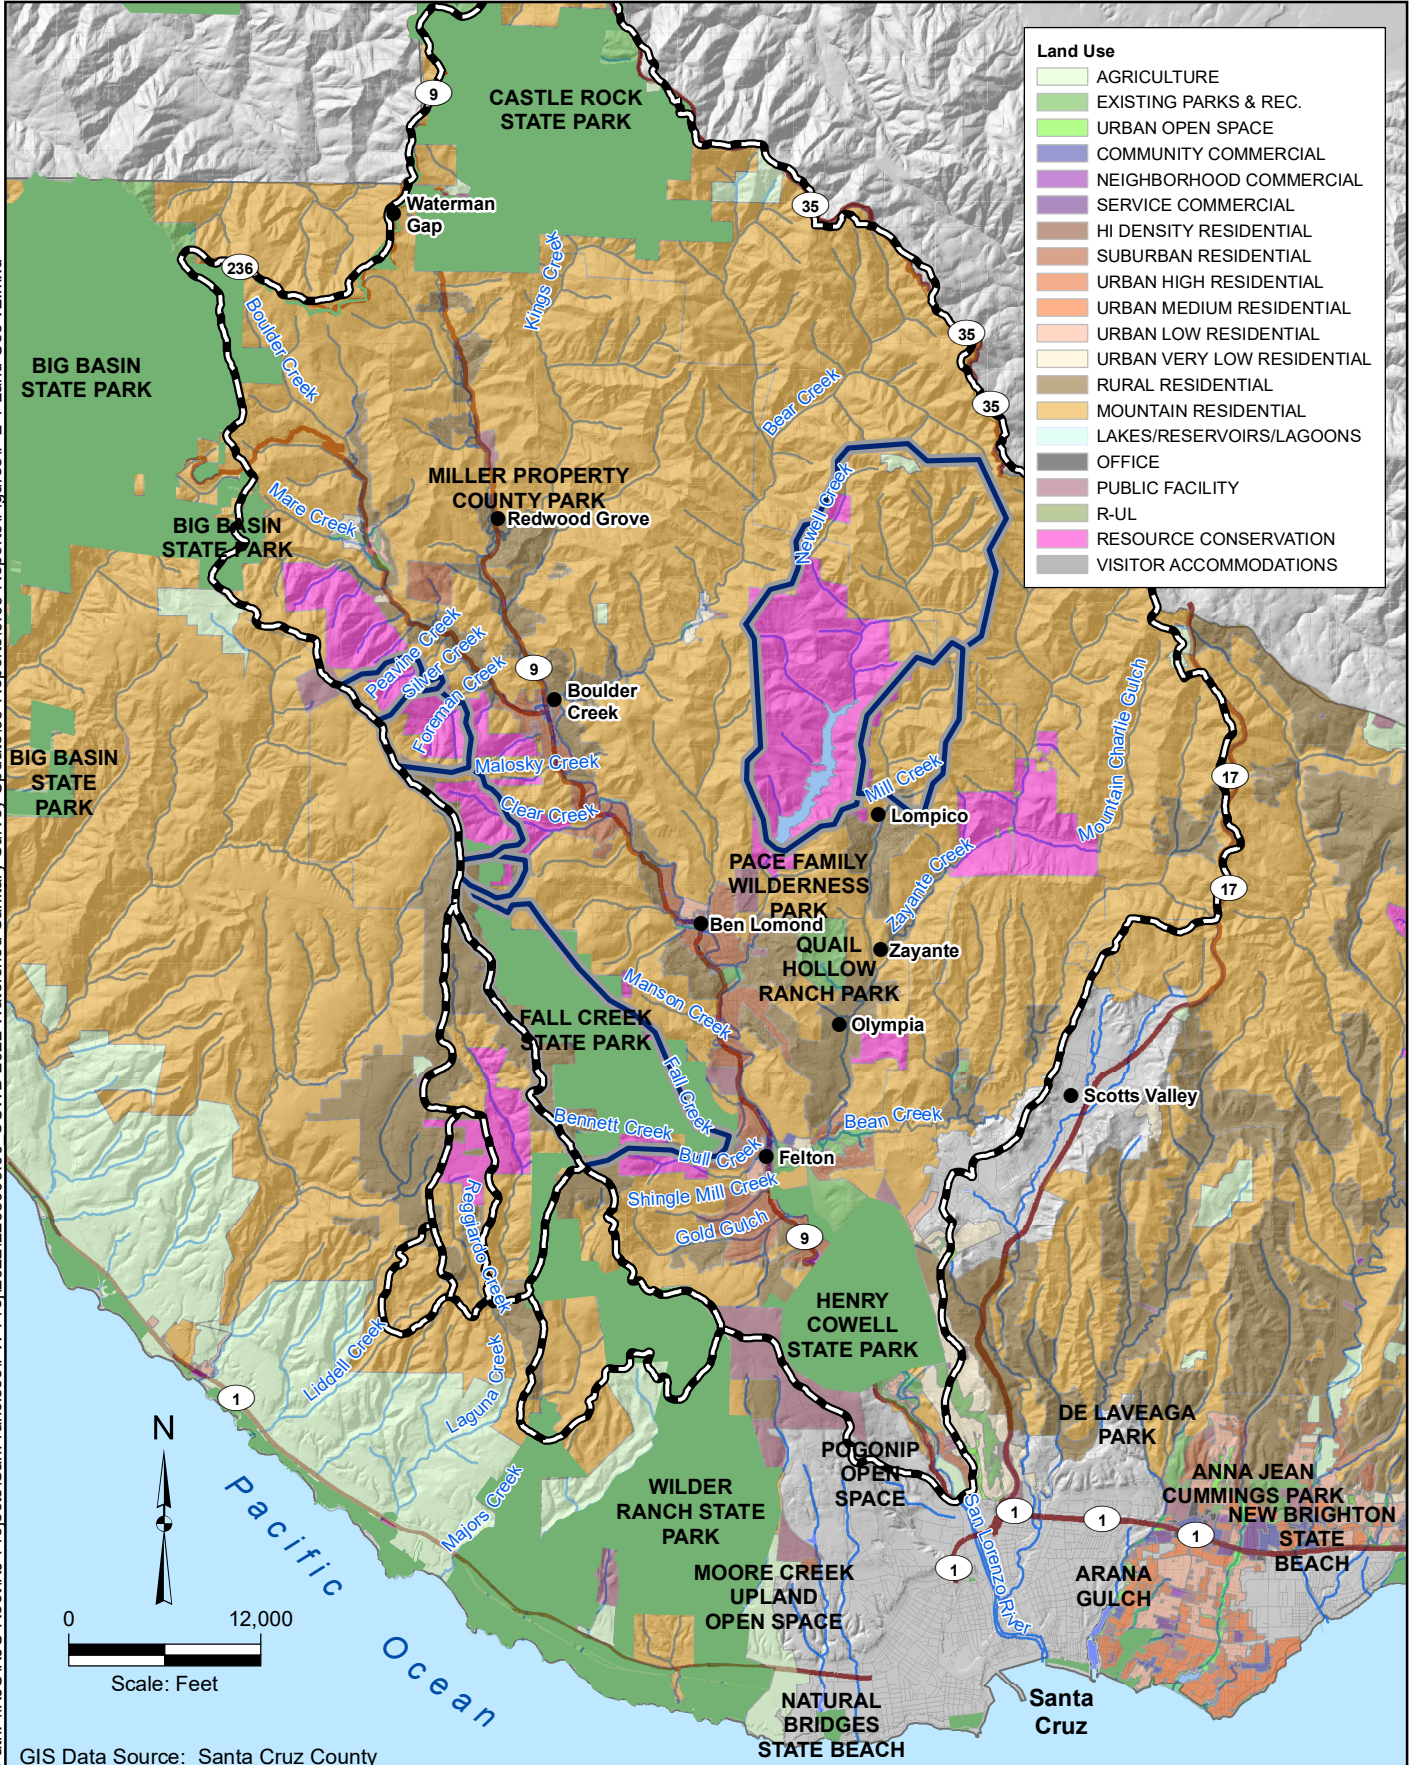 Land Use
AGRICULTURE
EXISTING PARKS & REC.
URBAN OPEN SPACE
COMMUNITY COMMERCIAL
NEIGHBORHOOD COMMERCIAL
SERVICE COMMERCIAL
HI DENSITY RESIDENTIAL
SUBURBAN RESIDENTIAL
URBAN HIGH RESIDENTIAL
URBAN MEDIUM RESIDENTIAL
URBAN LOW RESIDENTIAL
URBAN VERY LOW RESIDENTIAL
RURAL RESIDENTIAL
MOUNTAIN RESIDENTIAL
LAKES/RESERVOIRS/LAGOONS
OFFICE
PUBLIC FACILITY
R-UL
RESOURCE CONSERVATION
VISITOR ACCOMMODATIONS
9
CASTLE ROCK
STATE PARK
35
Waterman
Gap
236
Kings Creek
Boulder Creek
35
BIG BASIN
STATE PARK
35
Bear Creek
MILLER PROPERTY
COUNTY PARK
Redwood Grove
Newell Creek
Mare Creek
BIG BASIN
STATE PARK
Peavine Creek
Silver Creek
Foreman Creek
9
Boulder
Creek
Mountain Charlie Gulch
BIG BASIN
STATE
PARK
Malosky Creek
Clear Creek
Mill Creek
Lompico
17
Zayante Creek
17
PACE FAMILY
WILDERNESS
PARK
Ben Lomond
QUAIL
HOLLOW
RANCH PARK
Zayante
Manson Creek
Olympia
FALL CREEK
STATE PARK
Fall Creek
Scotts Valley
Bennett Creek
Bean Creek
Bull Creek
Felton
Shingle Mill Creek
Reggiardo Creek
Gold Gulch
9
HENRY
COWELL
STATE PARK
Liddell Creek
Laguna Creek
1
N
DE LAVEAGA
PARK
POGONIP
OPEN
SPACE
ANNA JEAN
CUMMINGS PARK
WILDER
RANCH STATE
PARK
Majors Creek
San Lorenzo River
1
1
1
1
NEW BRIGHTON
STATE
BEACH
MOORE CREEK
UPLAND
OPEN SPACE
ARANA
GULCH
Pacific
Ocean
0 12,000
Scale: Feet
NATURAL
BRIDGES
STATE BEACH
Santa
Cruz
GIS Data Source: Santa Cruz County